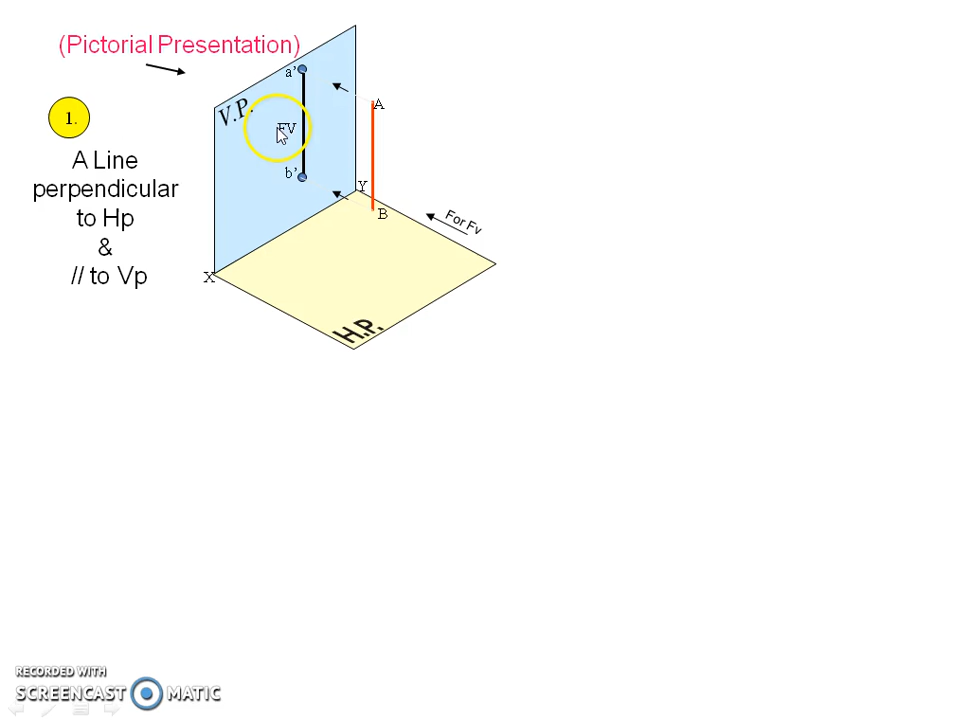 (Pictorial Presentation)
a’
V.P.
A
1.
FV
A Line
perpendicular
to Hp
&
// to Vp
b’
Y
B
For Fv
X
H.P.
RECORDED WITH
SCREENCAST MATIC